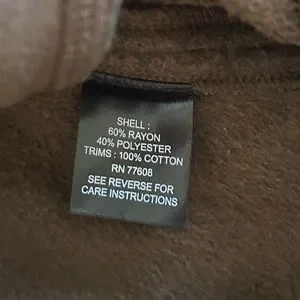 SHELL :
60% RAYON
40% POLYESTER
TRIMS : 100% COTTON
RN 77608
SEE REVERSE FOR
CARE INSTRUCTIONS